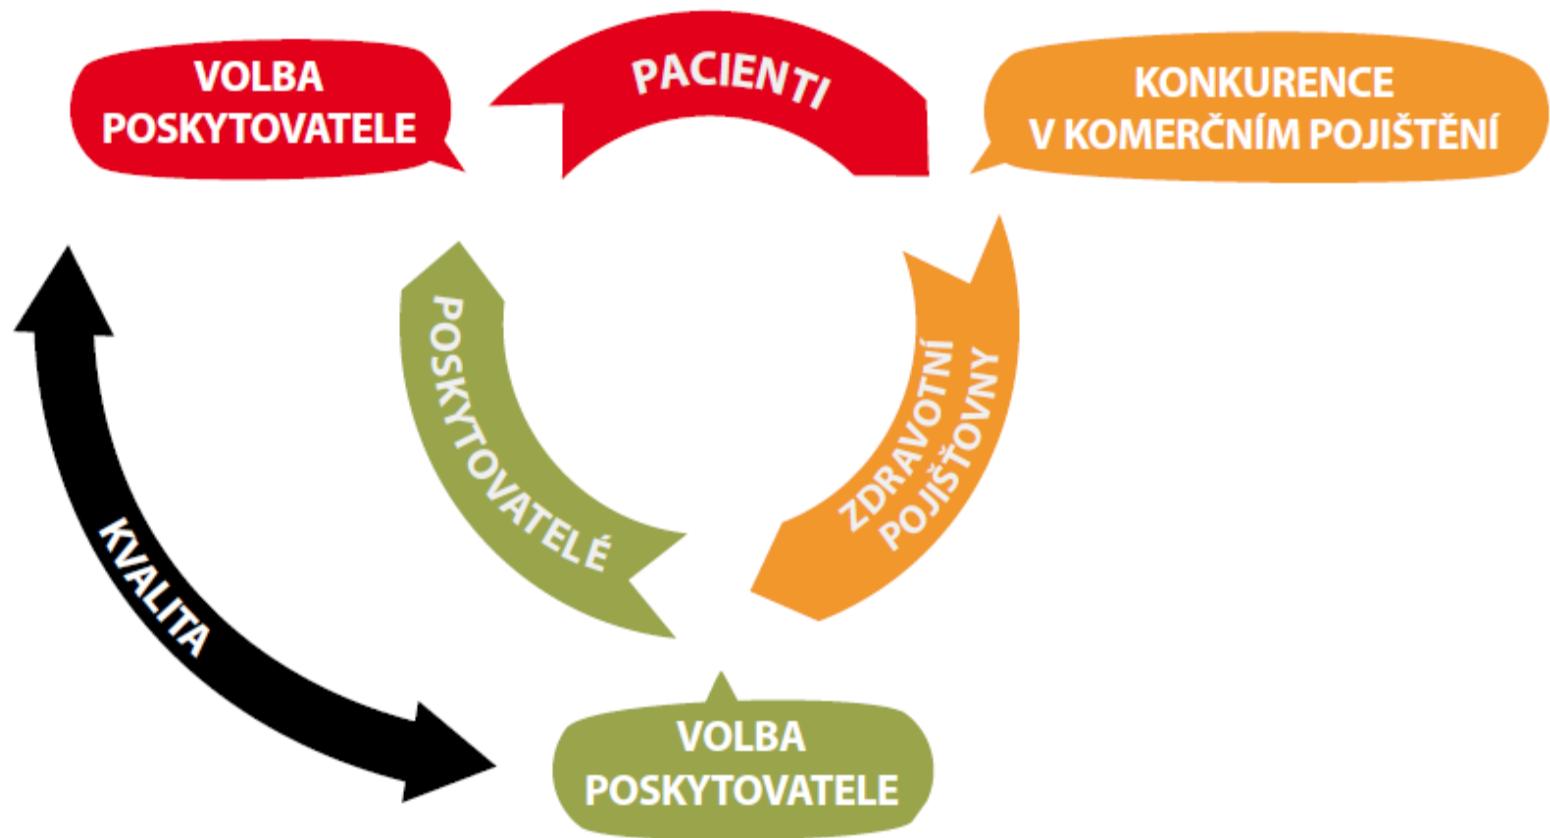 VOLBA
POSKYTOVATELE
PACIENTI
KONKURENCE
V KOMERČNÍM POJIŠTĚNÍ
POSKYTOVATELÉ
ZDRAVOTNÍ
POJIŠŤOVNY
KVALITA
VOLBA
POSKYTOVATELE